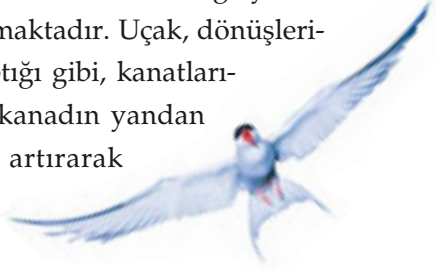 maktadır. Uçak, dönüşleri-
tığı gibi, kanatları-
kanadın yandan
artırarak